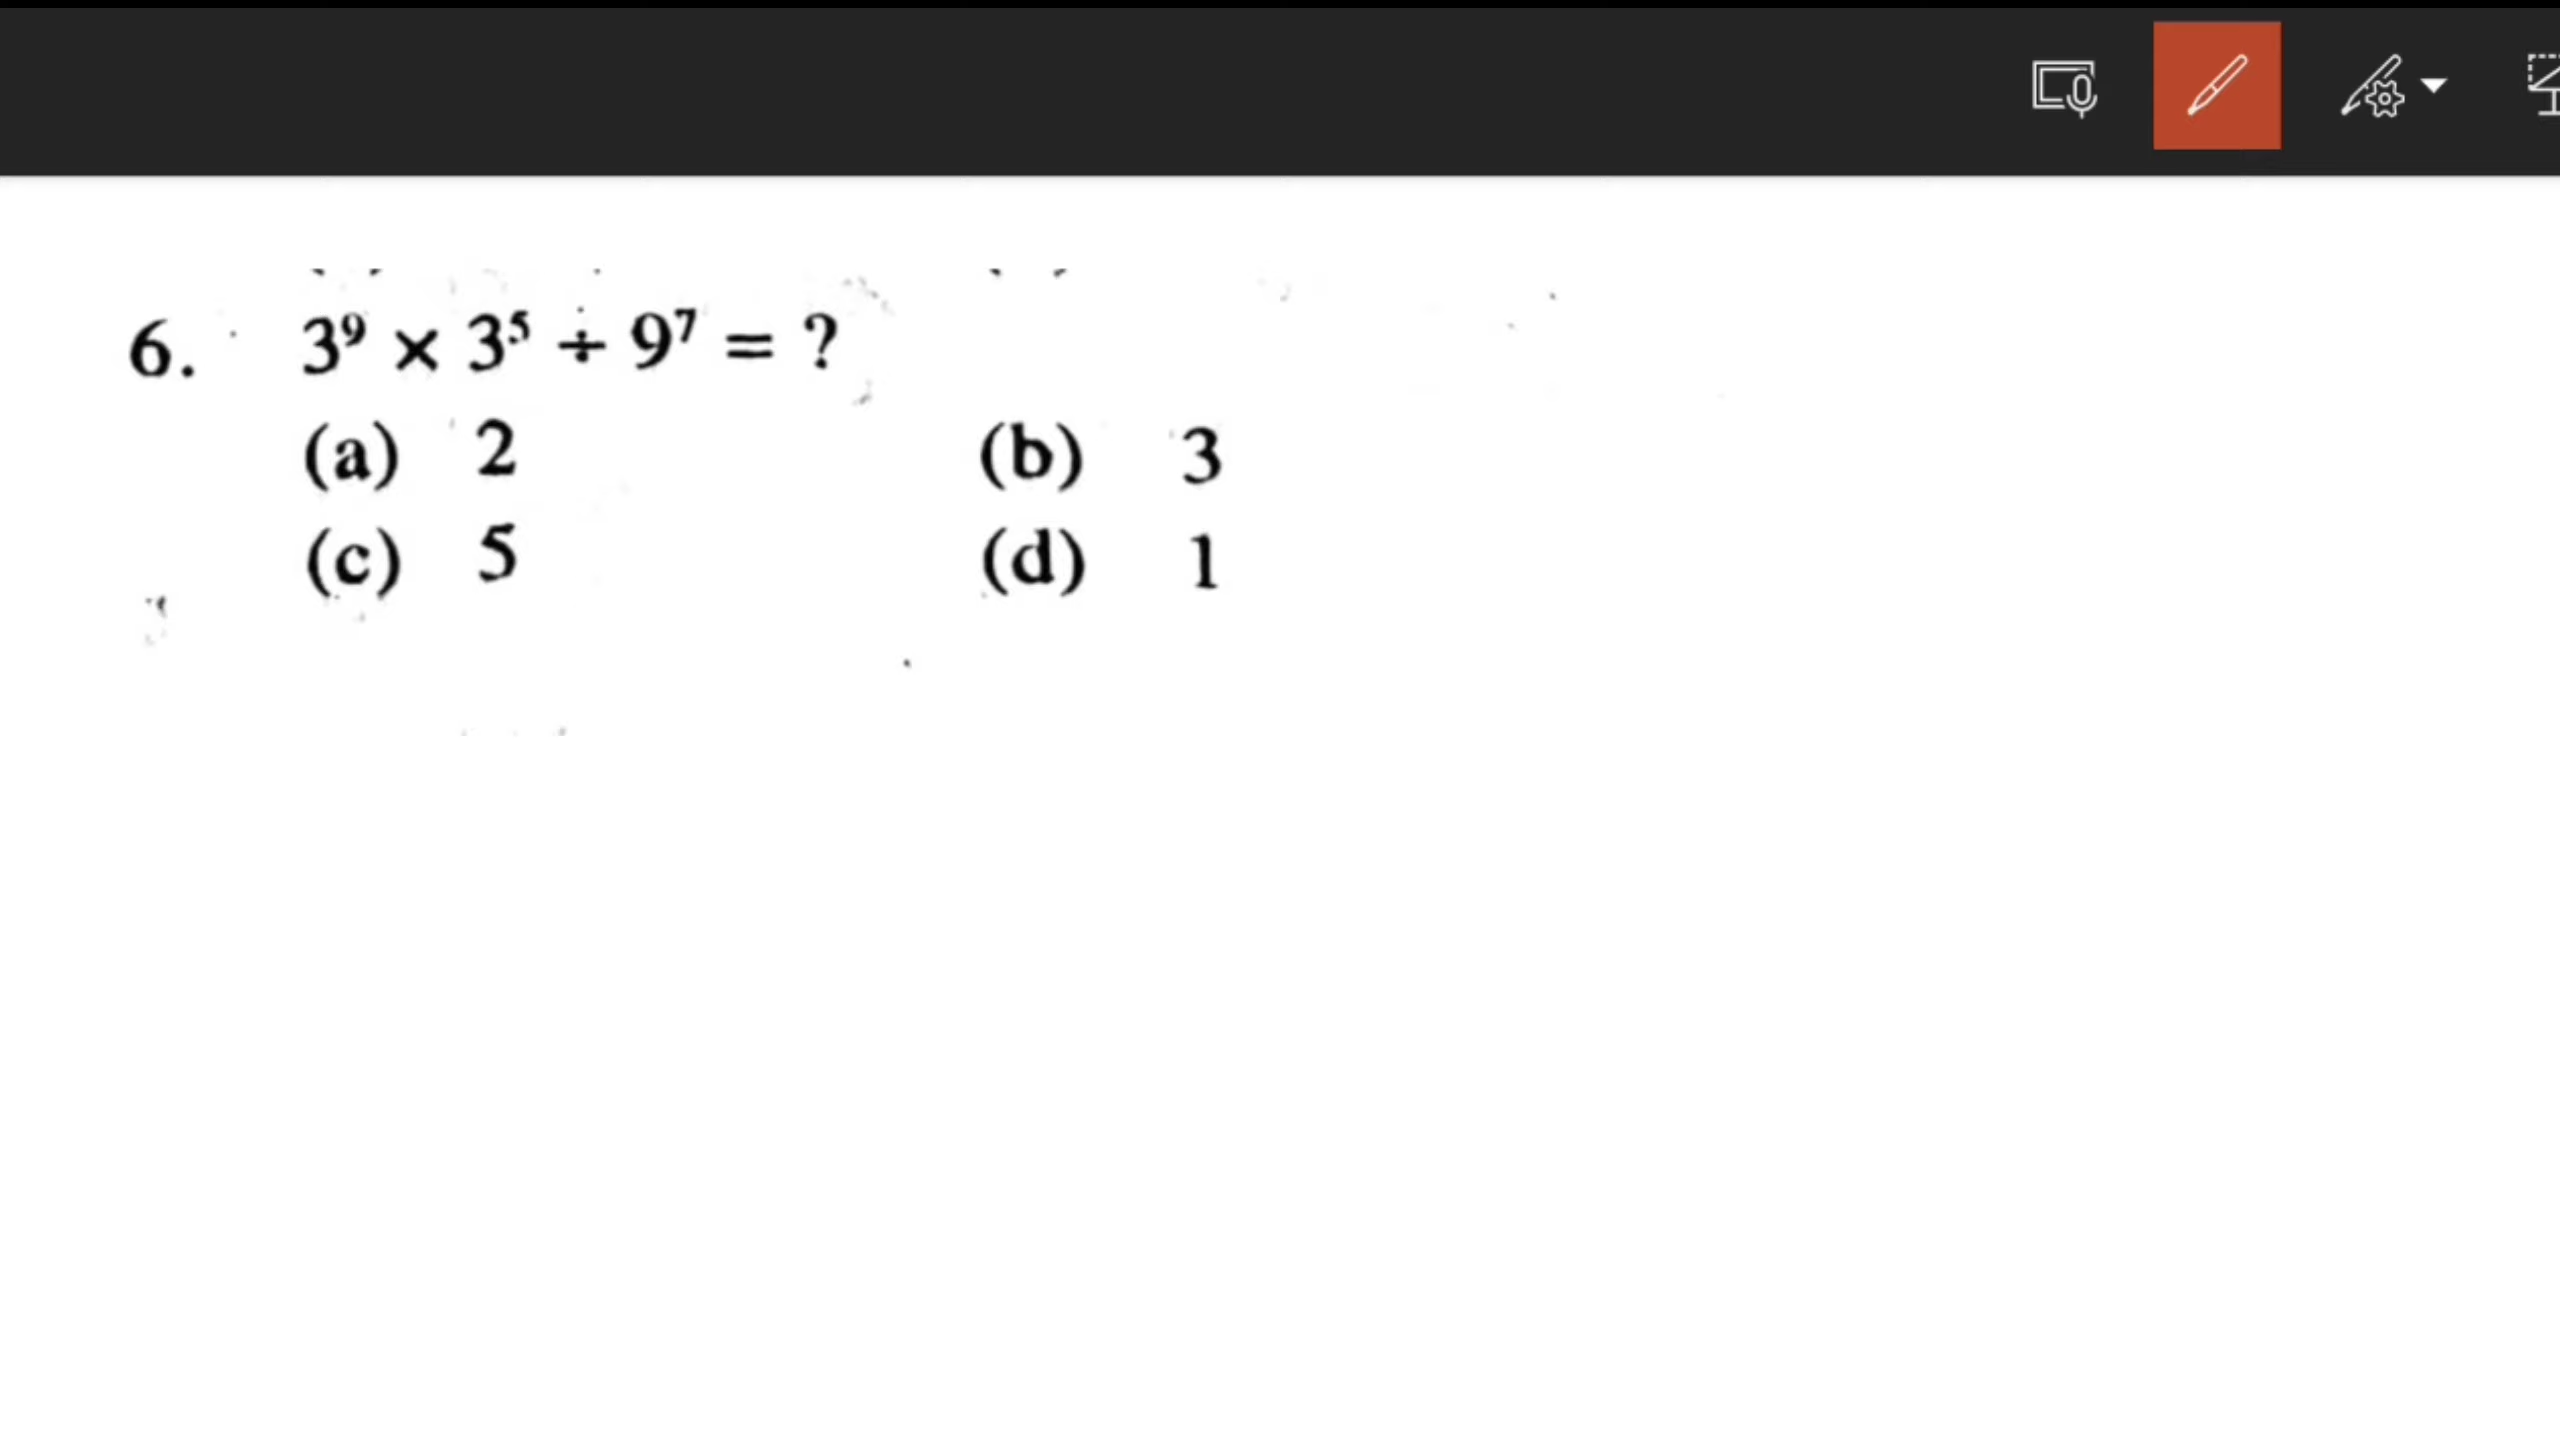 6. 3⁹ × 3⁵ ÷ 9⁷ = ?
(a) 2 (b) 3
(c) 5 (d) 1